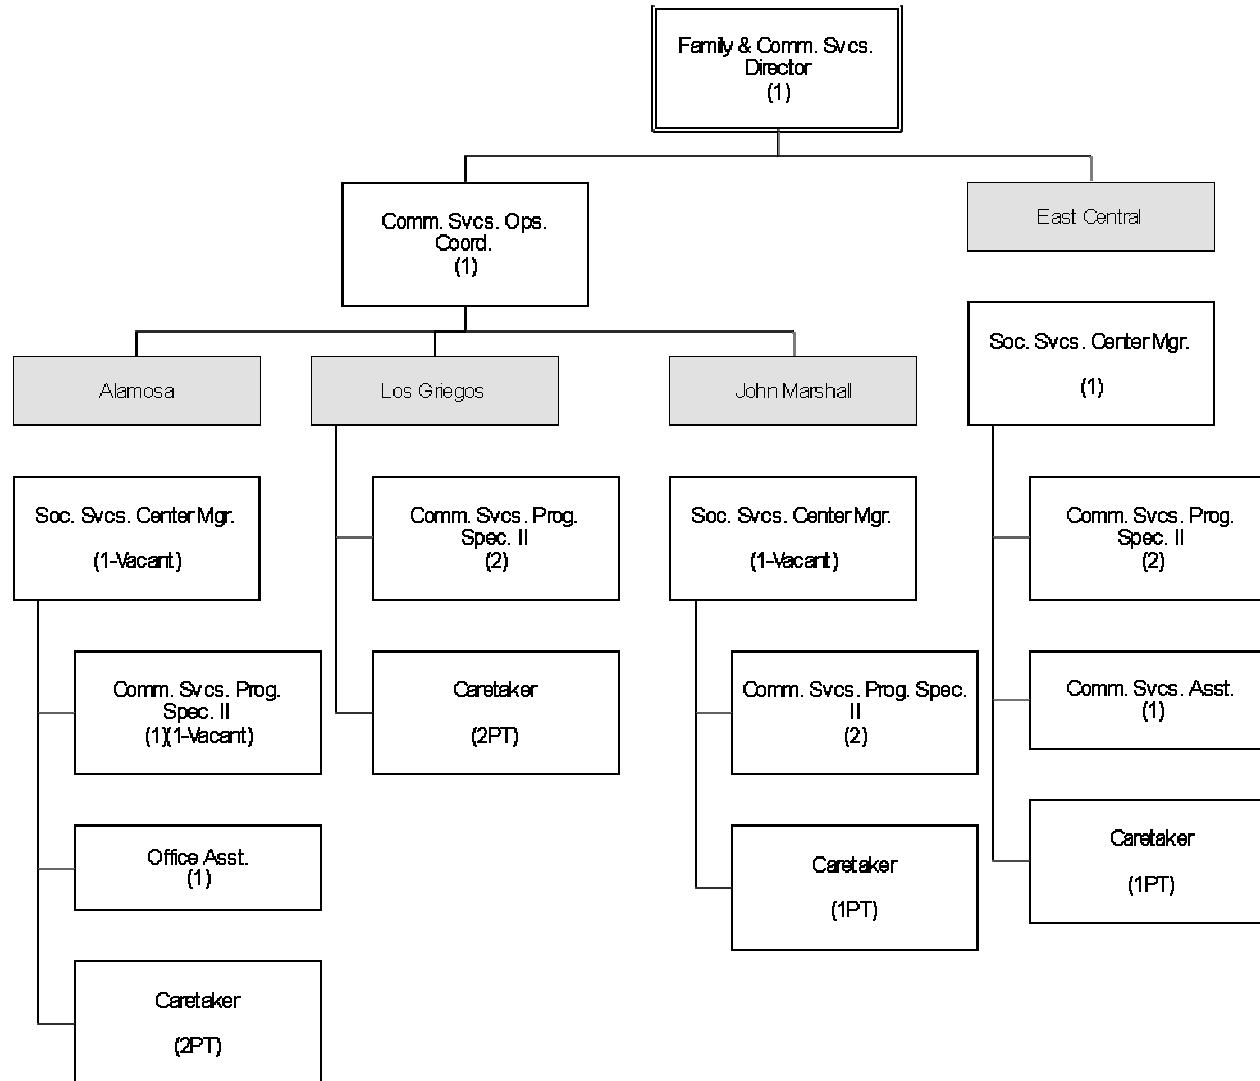 Family & Comm. Svcs.
Director
(1)
Comm. Svcs. Ops.
Coord.
(1)
East Central
Soc. Svcs. Center Mgr.
(1)
Alamosa
Los Griegos
John Marshall
Soc. Svcs. Center Mgr.
(1-Vacant)
Comm. Svcs. Prog.
Spec. II
(1)(1-Vacant)
Office Asst.
(1)
Caretaker
(2PT)
Comm. Svcs. Prog.
Spec. II
(2)
Caretaker
(2PT)
Soc. Svcs. Center Mgr.
(1-Vacant)
Comm. Svcs. Prog. Spec.
II
(2)
Caretaker
(1PT)
Comm. Svcs. Prog.
Spec. II
(2)
Comm. Svcs. Asst.
(1)
Caretaker
(1PT)